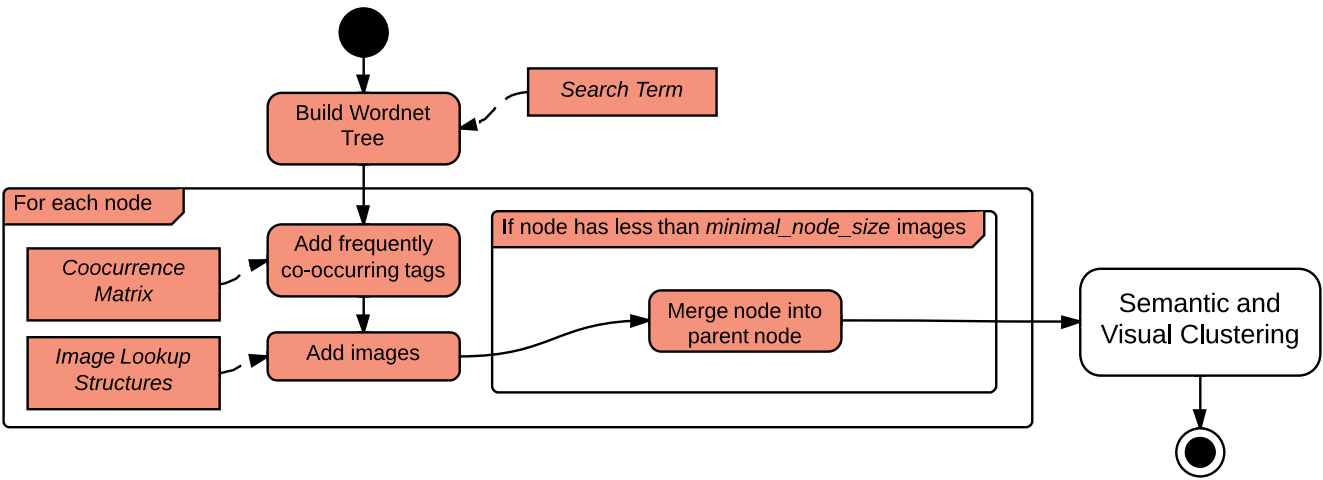 Search Term
Build Wordnet
Tree
For each node
If node has less than minimal_node_size images
Add frequently
co-occurring tags
Coocurrence
Matrix
Merge node into
parent node
Semantic and
Visual Clustering
Add images
Image Lookup
Structures